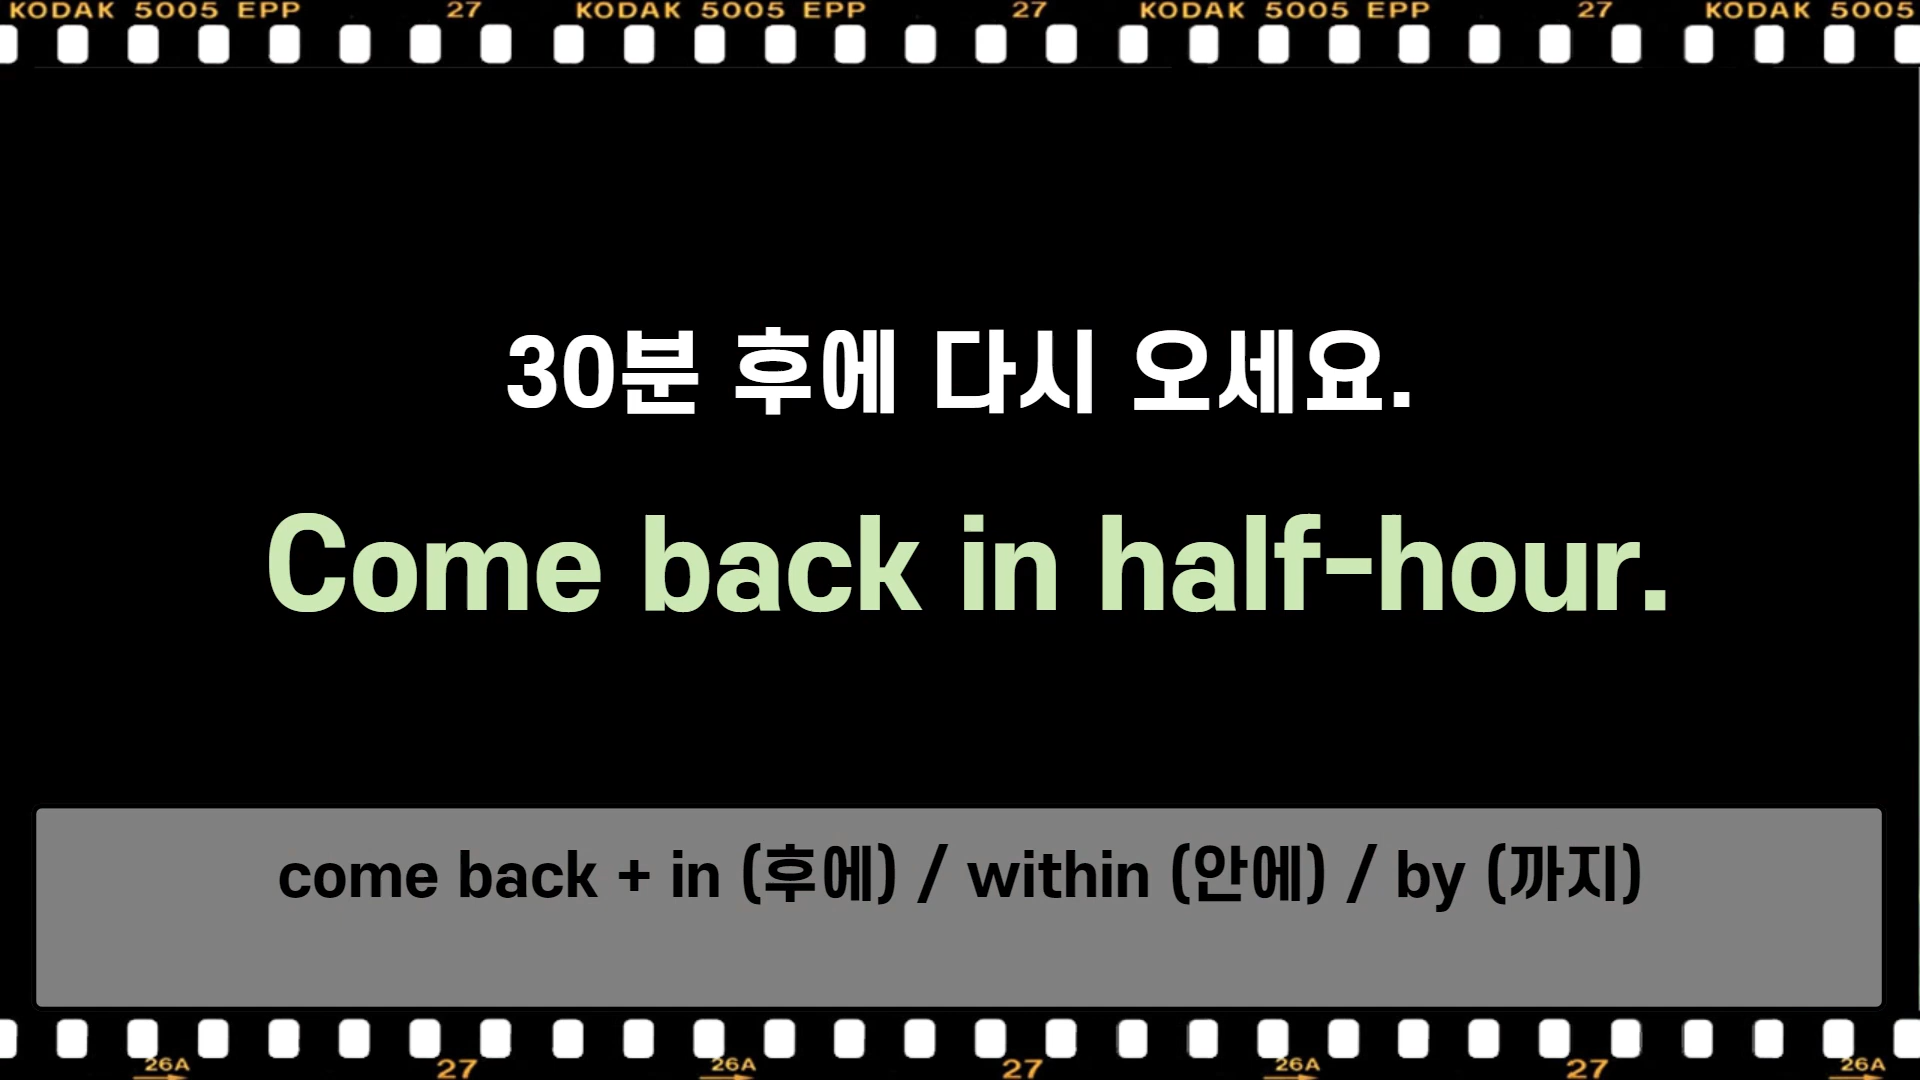 KODAK 5005 EPP 27 KODAK 5005 EPP 27 KODAK 5005 EPP 27 KODAK 5005
30분 후에 다시 오세요.
Come back in half-hour.
come back + in (후에) / within (안에) / by (까지)
26A 27 26A 27 26A 27 26A